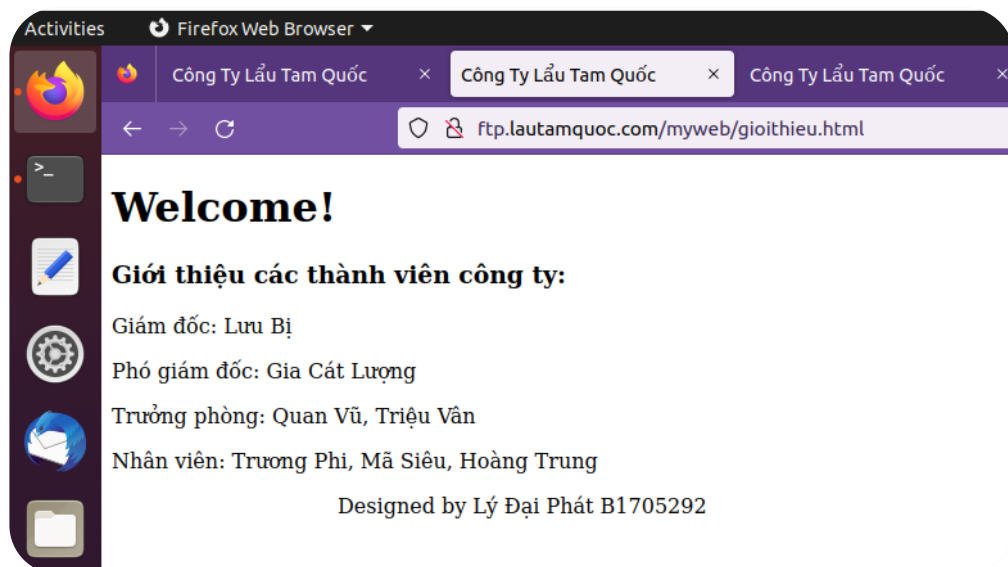 Activities Firefox Web Browser
Công Ty Lẩu Tam Quốc × Công Ty Lẩu Tam Quốc × Công Ty Lẩu Tam Quốc ×
ftp.lautamquoc.com/myweb/gioithieu.html
>_
Welcome!
Giới thiệu các thành viên công ty:
Giám đốc: Lưu Bị
Phó giám đốc: Gia Cát Lượng
Trưởng phòng: Quan Vũ, Triệu Vân
Nhân viên: Trương Phi, Mã Siêu, Hoàng Trung
Designed by Lý Đại Phát B1705292